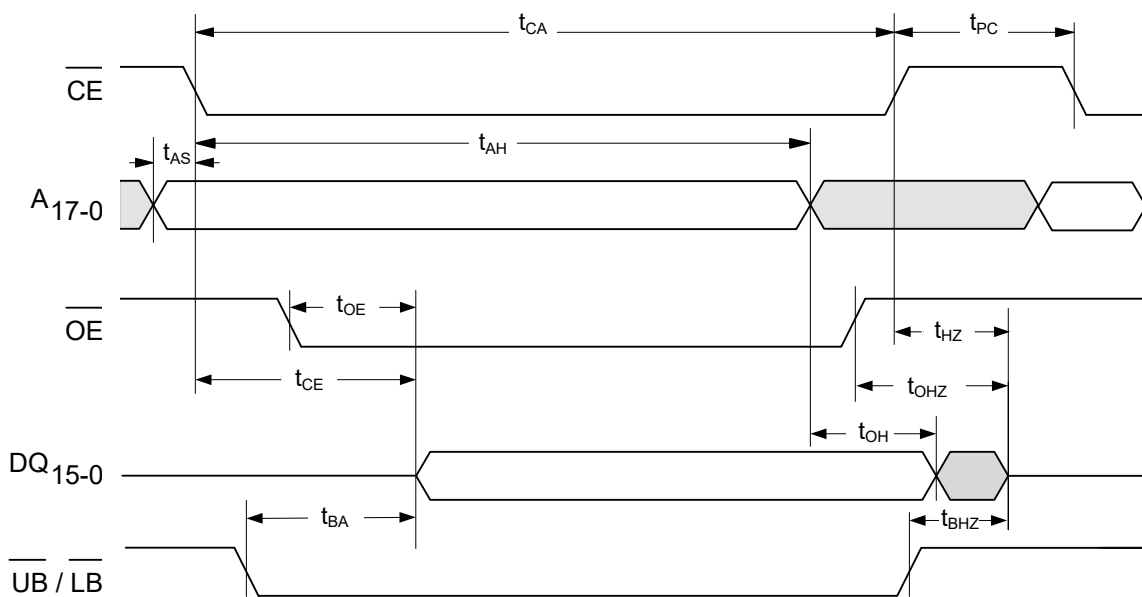 tCA
tPC
CE
tAS
tAH
A17-0
OE
tOE
tHZ
tCE
tOHZ
tOH
DQ15-0
tBA
tBHZ
UB / LB